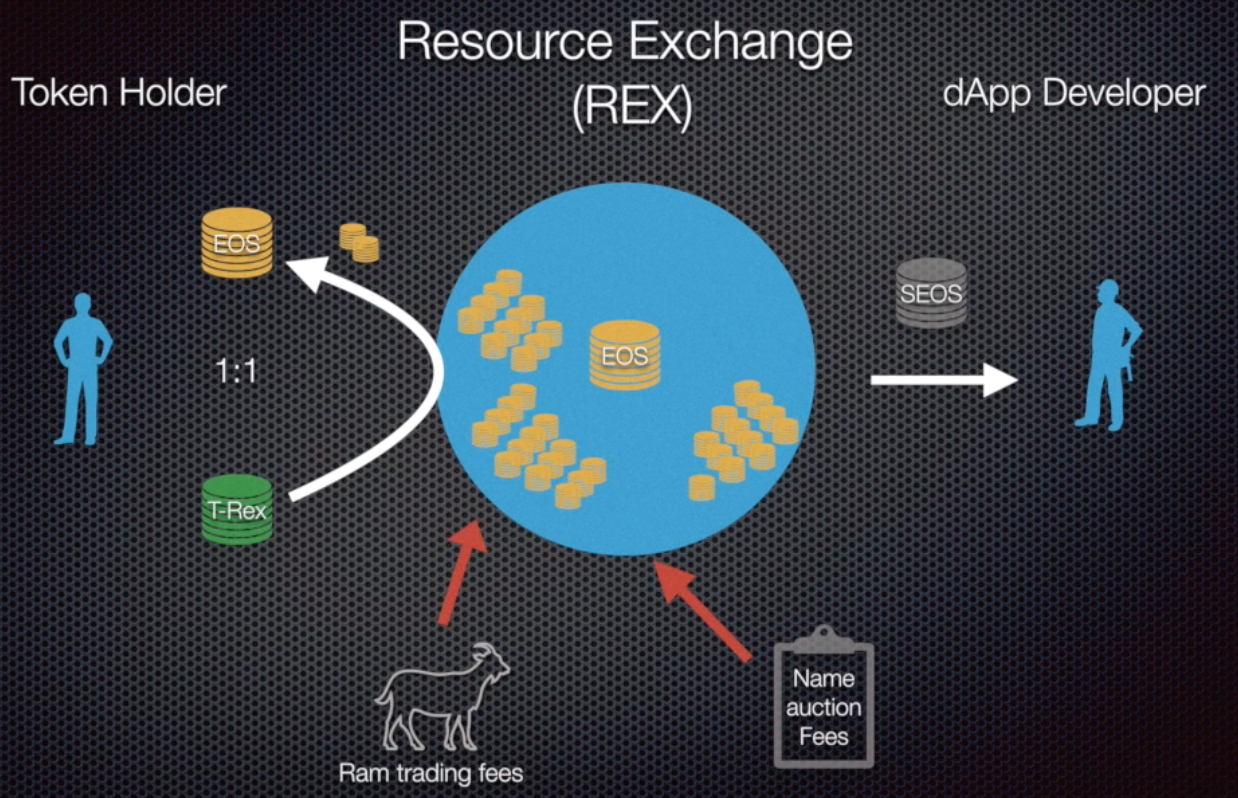 Resource Exchange
(REX)
Token Holder
dApp Developer
EOS
SEOS
EOS
1:1
T-Rex
Name
auction
Fees
Ram trading fees